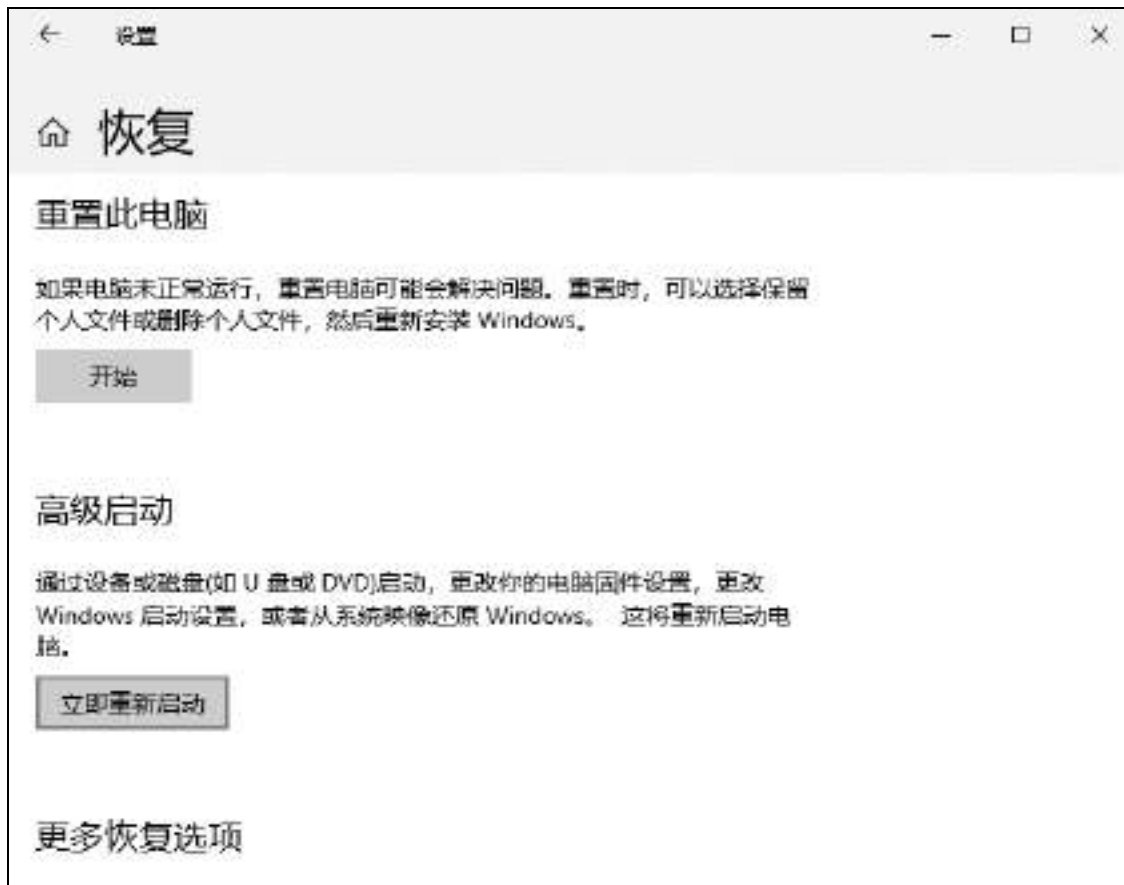 设置
恢复
重置此电脑
如果电脑未正常运行，重置电脑可能会解决问题。重置时，可以选择保留
个人文件或删除个人文件，然后重新安装 Windows。
开始
高级启动
通过设备或磁盘(如 U 盘或 DVD)启动，更改你的电脑固件设置，更改
Windows 启动设置，或者从系统映像还原 Windows。 这将重新启动电
脑。
立即重新启动
更多恢复选项